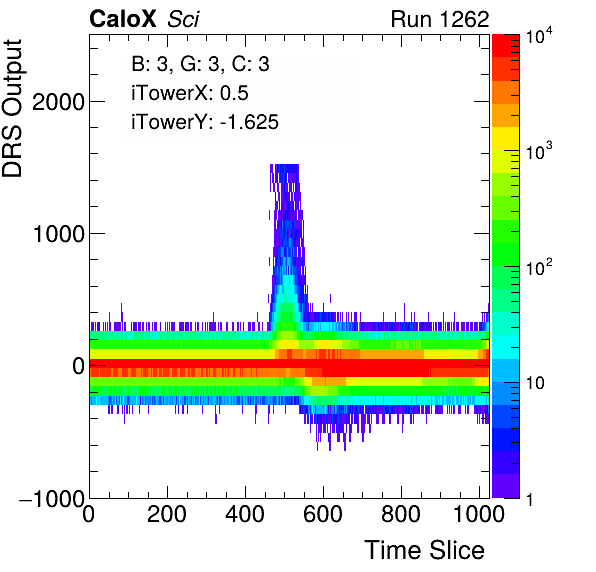 CaloX Sci Run 1262
B: 3, G: 3, C: 3
iTowerX: 0.5
iTowerY: -1.625
DRS Output
2000
1000
0
−1000
0 200 400 600 800 1000
Time Slice
10^4
10^3
10^2
10
1